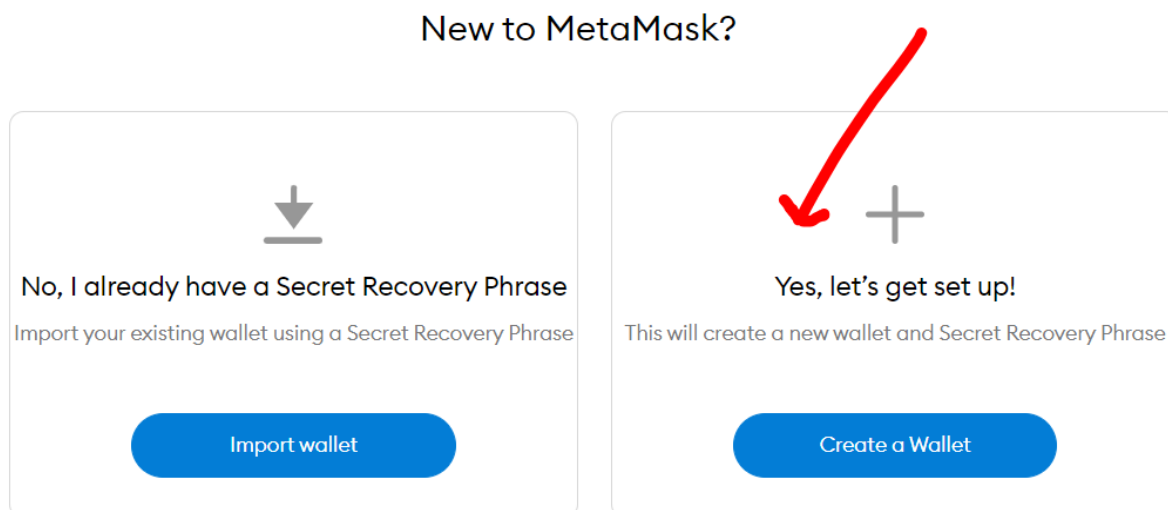 New to MetaMask?
No, I already have a Secret Recovery Phrase
Import your existing wallet using a Secret Recovery Phrase
Import wallet
Yes, let’s get set up!
This will create a new wallet and Secret Recovery Phrase
Create a Wallet